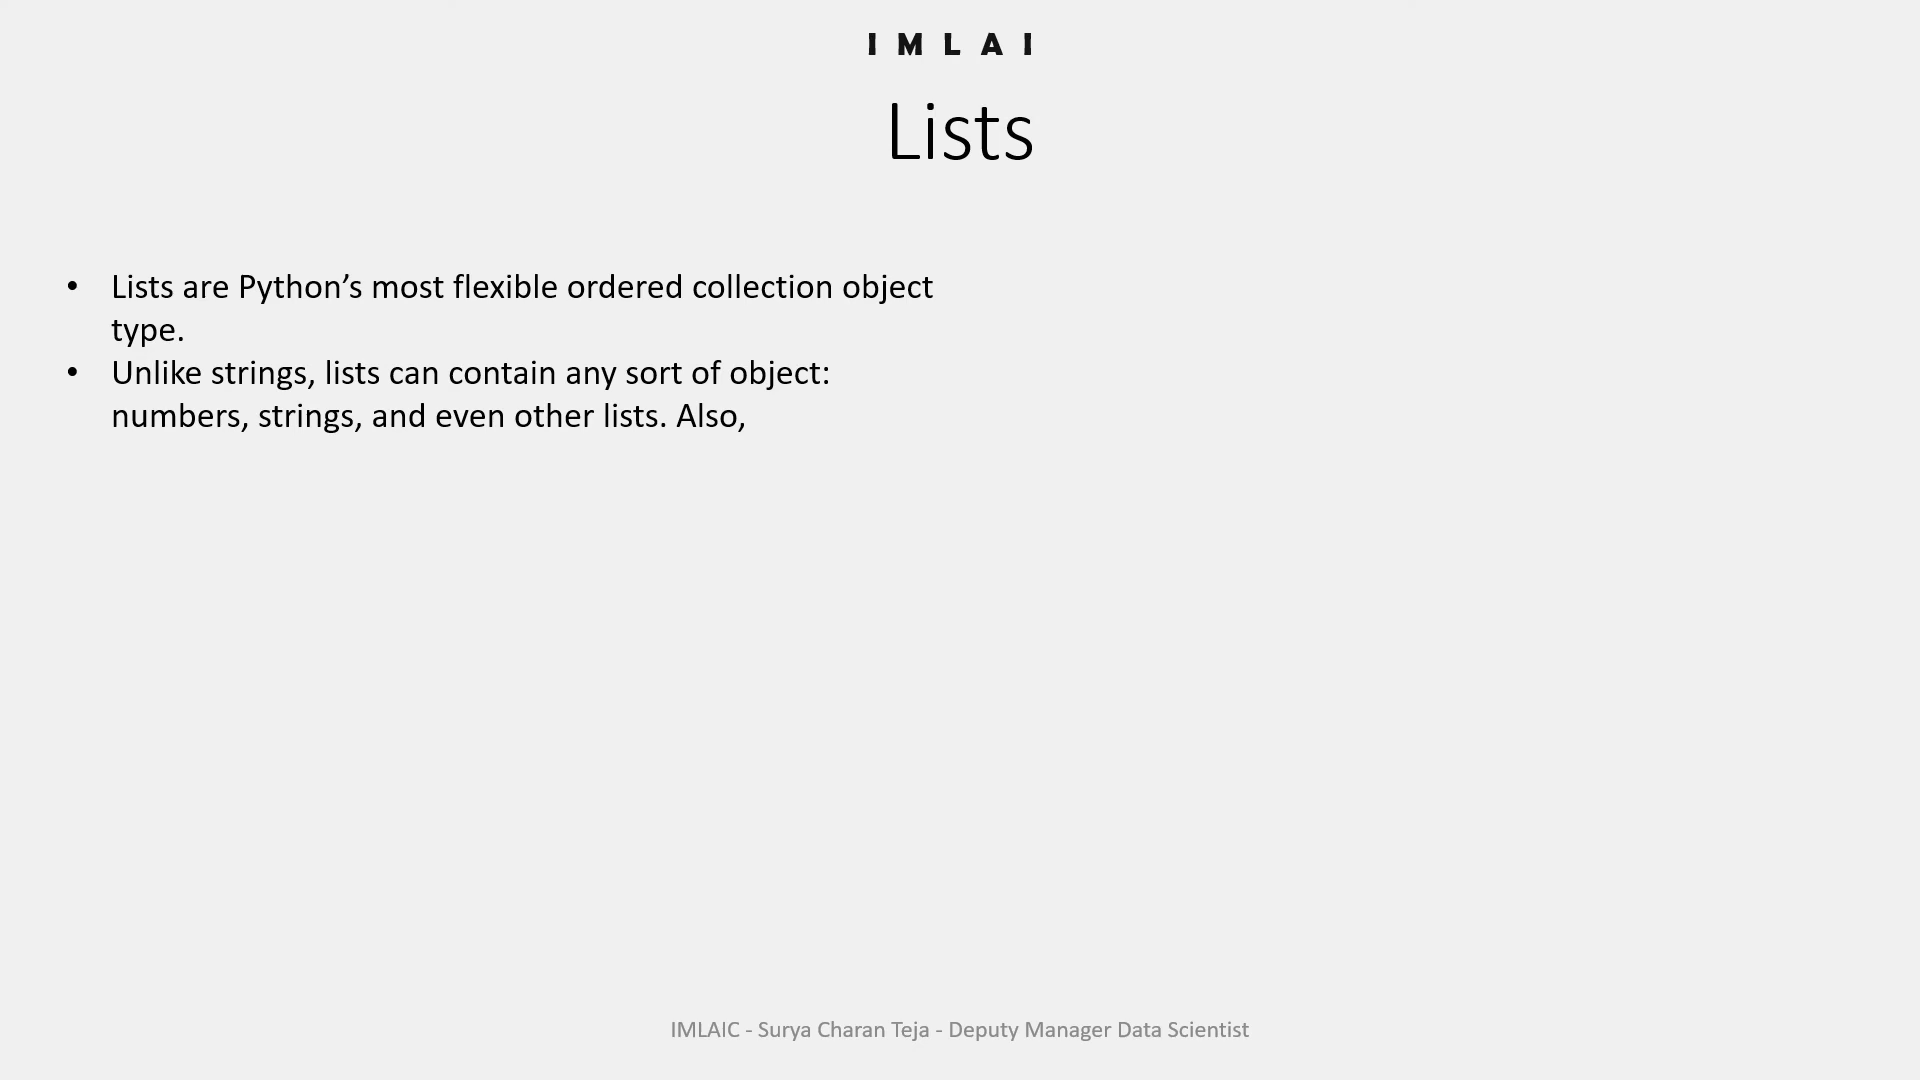 I M L A I
Lists
• Lists are Python’s most flexible ordered collection object
type.
• Unlike strings, lists can contain any sort of object:
numbers, strings, and even other lists. Also,
IMLAIC - Surya Charan Teja - Deputy Manager Data Scientist